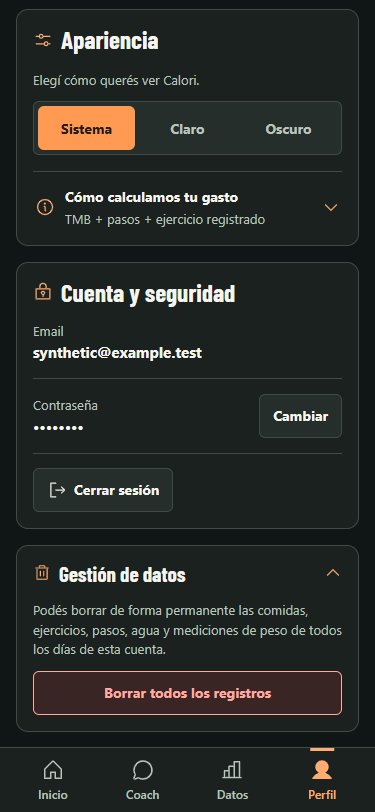 Apariencia
Elegí cómo querés ver Calori.
Sistema
Claro
Oscuro
Cómo calculamos tu gasto
TMB + pasos + ejercicio registrado
Cuenta y seguridad
Email
synthetic@example.test
Contraseña
••••••••
Cambiar
Cerrar sesión
Gestión de datos
Podés borrar de forma permanente las comidas,
ejercicios, pasos, agua y mediciones de peso de todos
los días de esta cuenta.
Borrar todos los registros
Inicio
Coach
Datos
Perfil